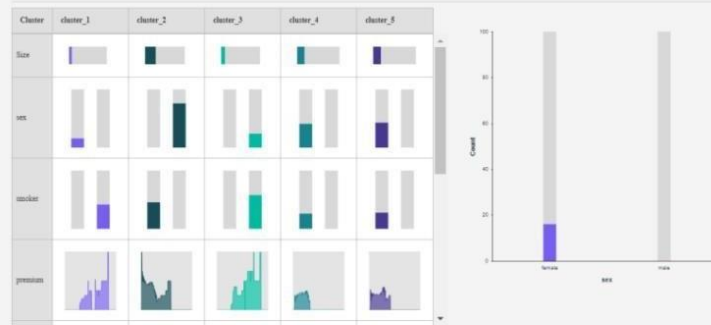 Cluster cluster_1 cluster_2 cluster_3 cluster_4 cluster_5
Size
sex
smoker
premium
100
80
60
40
20
0
Count
female male
sex